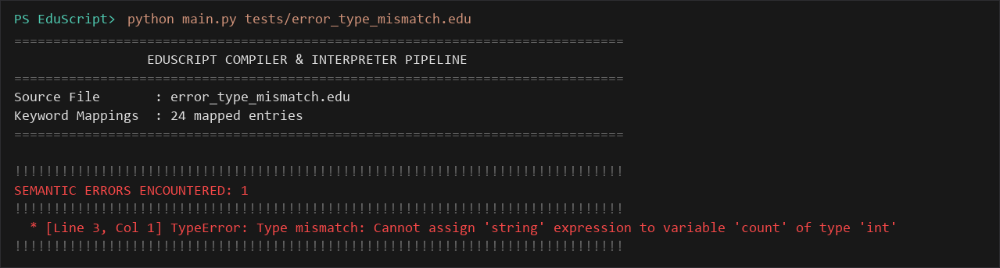 PS EduScript> python main.py tests/error_type_mismatch.edu
==============================================================================
EDUSCRIPT COMPILER & INTERPRETER PIPELINE
==============================================================================
Source File       : error_type_mismatch.edu
Keyword Mappings  : 24 mapped entries
==============================================================================
!!!!!!!!!!!!!!!!!!!!!!!!!!!!!!!!!!!!!!!!!!!!!!!!!!!!!!!!!!!!!!!!!!!!!!!!!!!!!!
SEMANTIC ERRORS ENCOUNTERED: 1
!!!!!!!!!!!!!!!!!!!!!!!!!!!!!!!!!!!!!!!!!!!!!!!!!!!!!!!!!!!!!!!!!!!!!!!!!!!!!!
* [Line 3, Col 1] TypeError: Type mismatch: Cannot assign 'string' expression to variable 'count' of type 'int'
!!!!!!!!!!!!!!!!!!!!!!!!!!!!!!!!!!!!!!!!!!!!!!!!!!!!!!!!!!!!!!!!!!!!!!!!!!!!!!